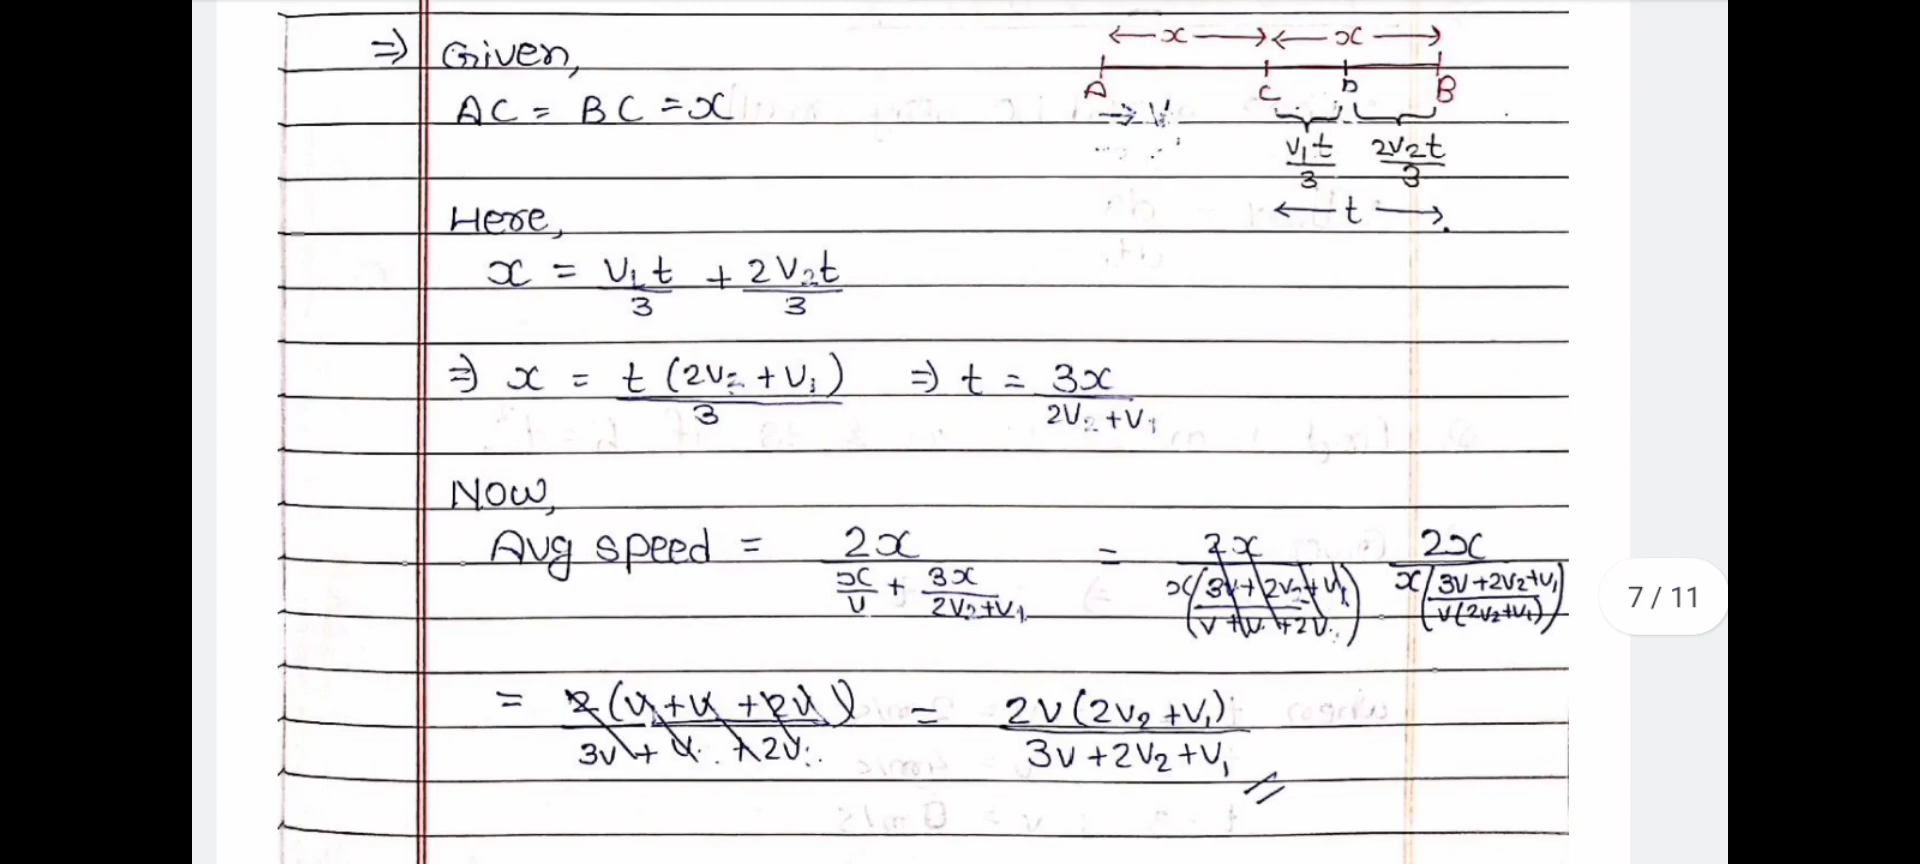 ⇒ Given,
AC = BC = x
← x → ← x →
A C D B
→ V
V₁t/3 2V₂t/3
← t →
Here,
x = V₁t/3 + 2V₂t/3
⇒ x = t(2V₂ + V₁)/3 ⇒ t = 3x/(2V₂ + V₁)
Now,
Avg speed = 2x/(x/V + 3x/(2V₂+V₁)) = 2x/(x((3V+2V₂+V₁)/(V(2V₂+V₁))))
= 2V(2V₂ + V₁)/(3V + 2V₂ + V₁)
7 / 11